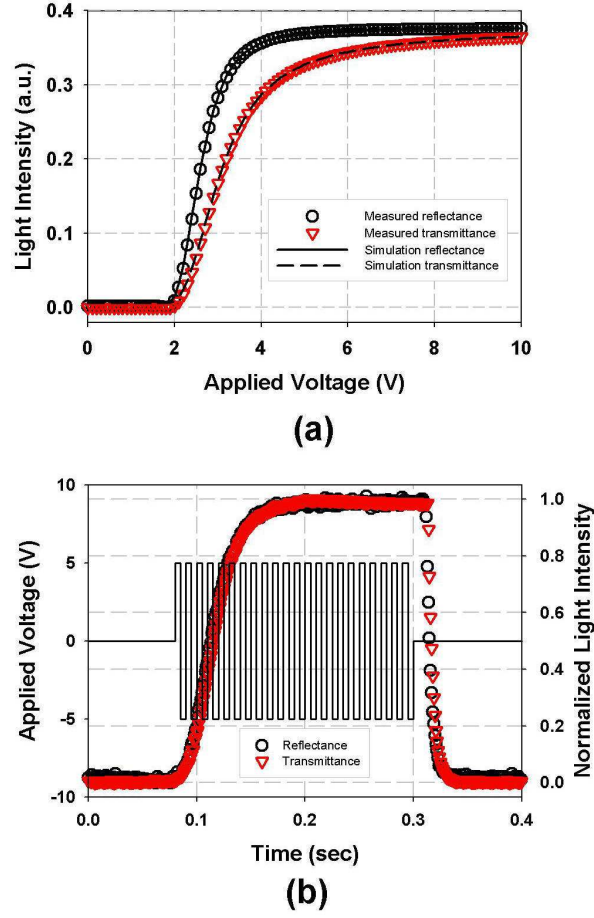 0.4
0.3
0.2
0.1
0.0
Light Intensity (a.u.)
Measured reflectance
Measured transmittance
Simulation reflectance
Simulation transmittance
0 2 4 6 8 10
Applied Voltage (V)
(a)
10
5
0
-5
-10
Applied Voltage (V)
1.0
0.8
0.6
0.4
0.2
0.0
Normalized Light Intensity
Reflectance
Transmittance
0.0 0.1 0.2 0.3 0.4
Time (sec)
(b)